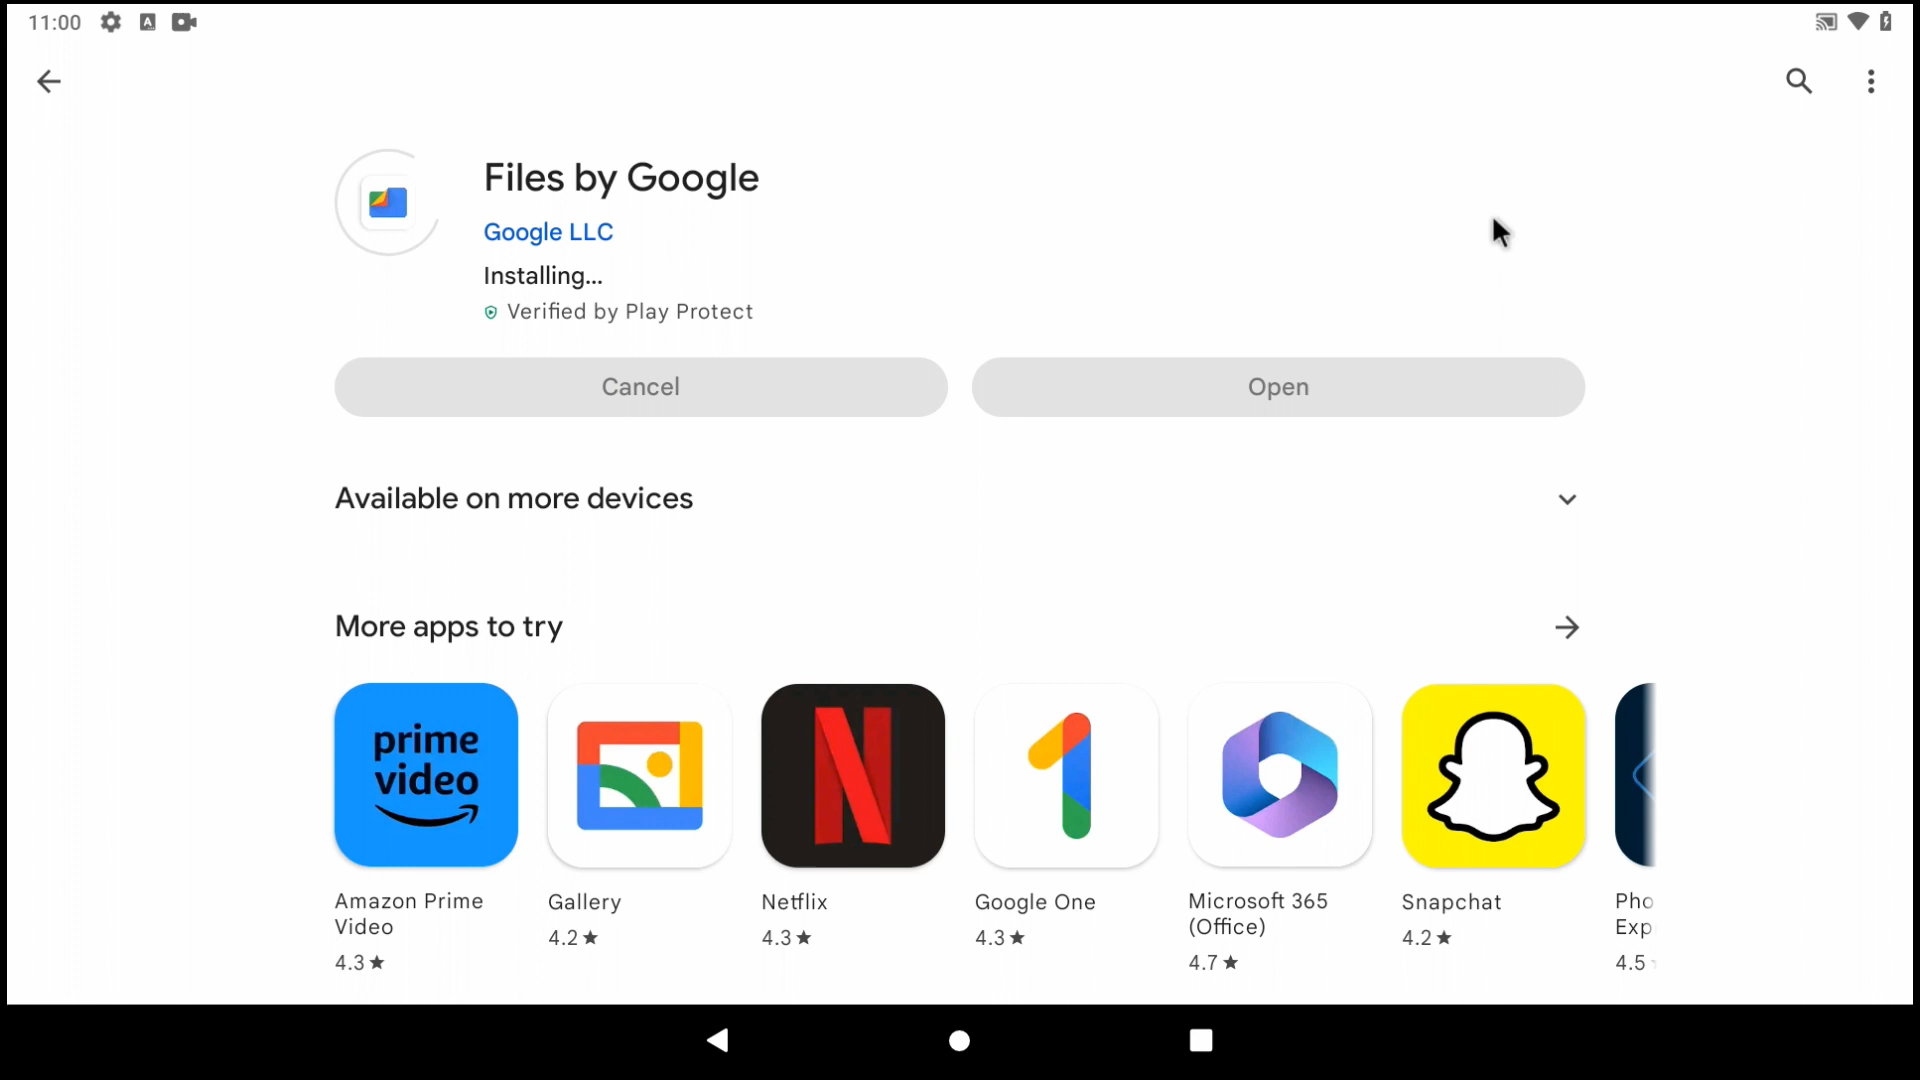 11:00
Files by Google
Google LLC
Installing...
Verified by Play Protect
Cancel
Open
Available on more devices
More apps to try
prime
video
Amazon Prime
Video
4.3★
Gallery
4.2★
Netflix
4.3★
Google One
4.3★
Microsoft 365
(Office)
4.7★
Snapchat
4.2★
Pho
Exp
4.5